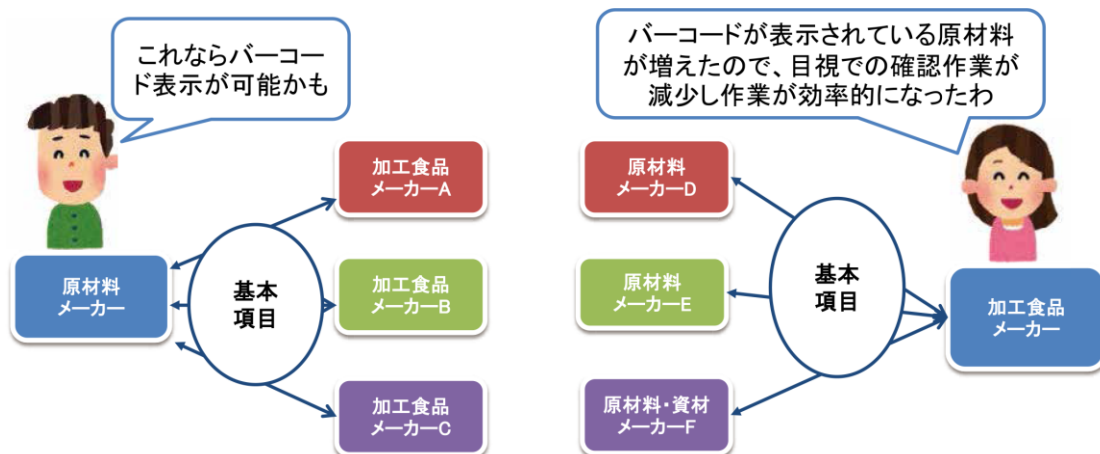 これならバーコー
ド表示が可能かも
バーコードが表示されている原材料
が増えたので、目視での確認作業が
減少し作業が効率的になったわ
原材料
メーカー
基本
項目
加工食品
メーカーA
加工食品
メーカーB
加工食品
メーカーC
原材料
メーカーD
原材料
メーカーE
原材料・資材
メーカーF
基本
項目
加工食品
メーカー